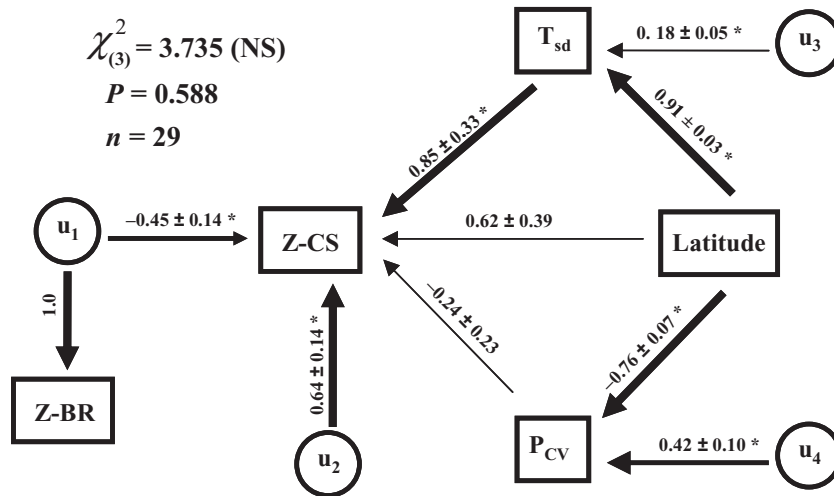 χ²₍₃₎ = 3.735 (NS)
P = 0.588
n = 29
T_sd
0. 18 ± 0.05 *
u₃
0.85 ± 0.33 *
0.91 ± 0.03 *
u₁
−0.45 ± 0.14 *
Z-CS
0.62 ± 0.39
Latitude
1.0
−0.24 ± 0.23
−0.76 ± 0.07 *
0.64 ± 0.14 *
Z-BR
P_CV
u₂
0.42 ± 0.10 *
u₄